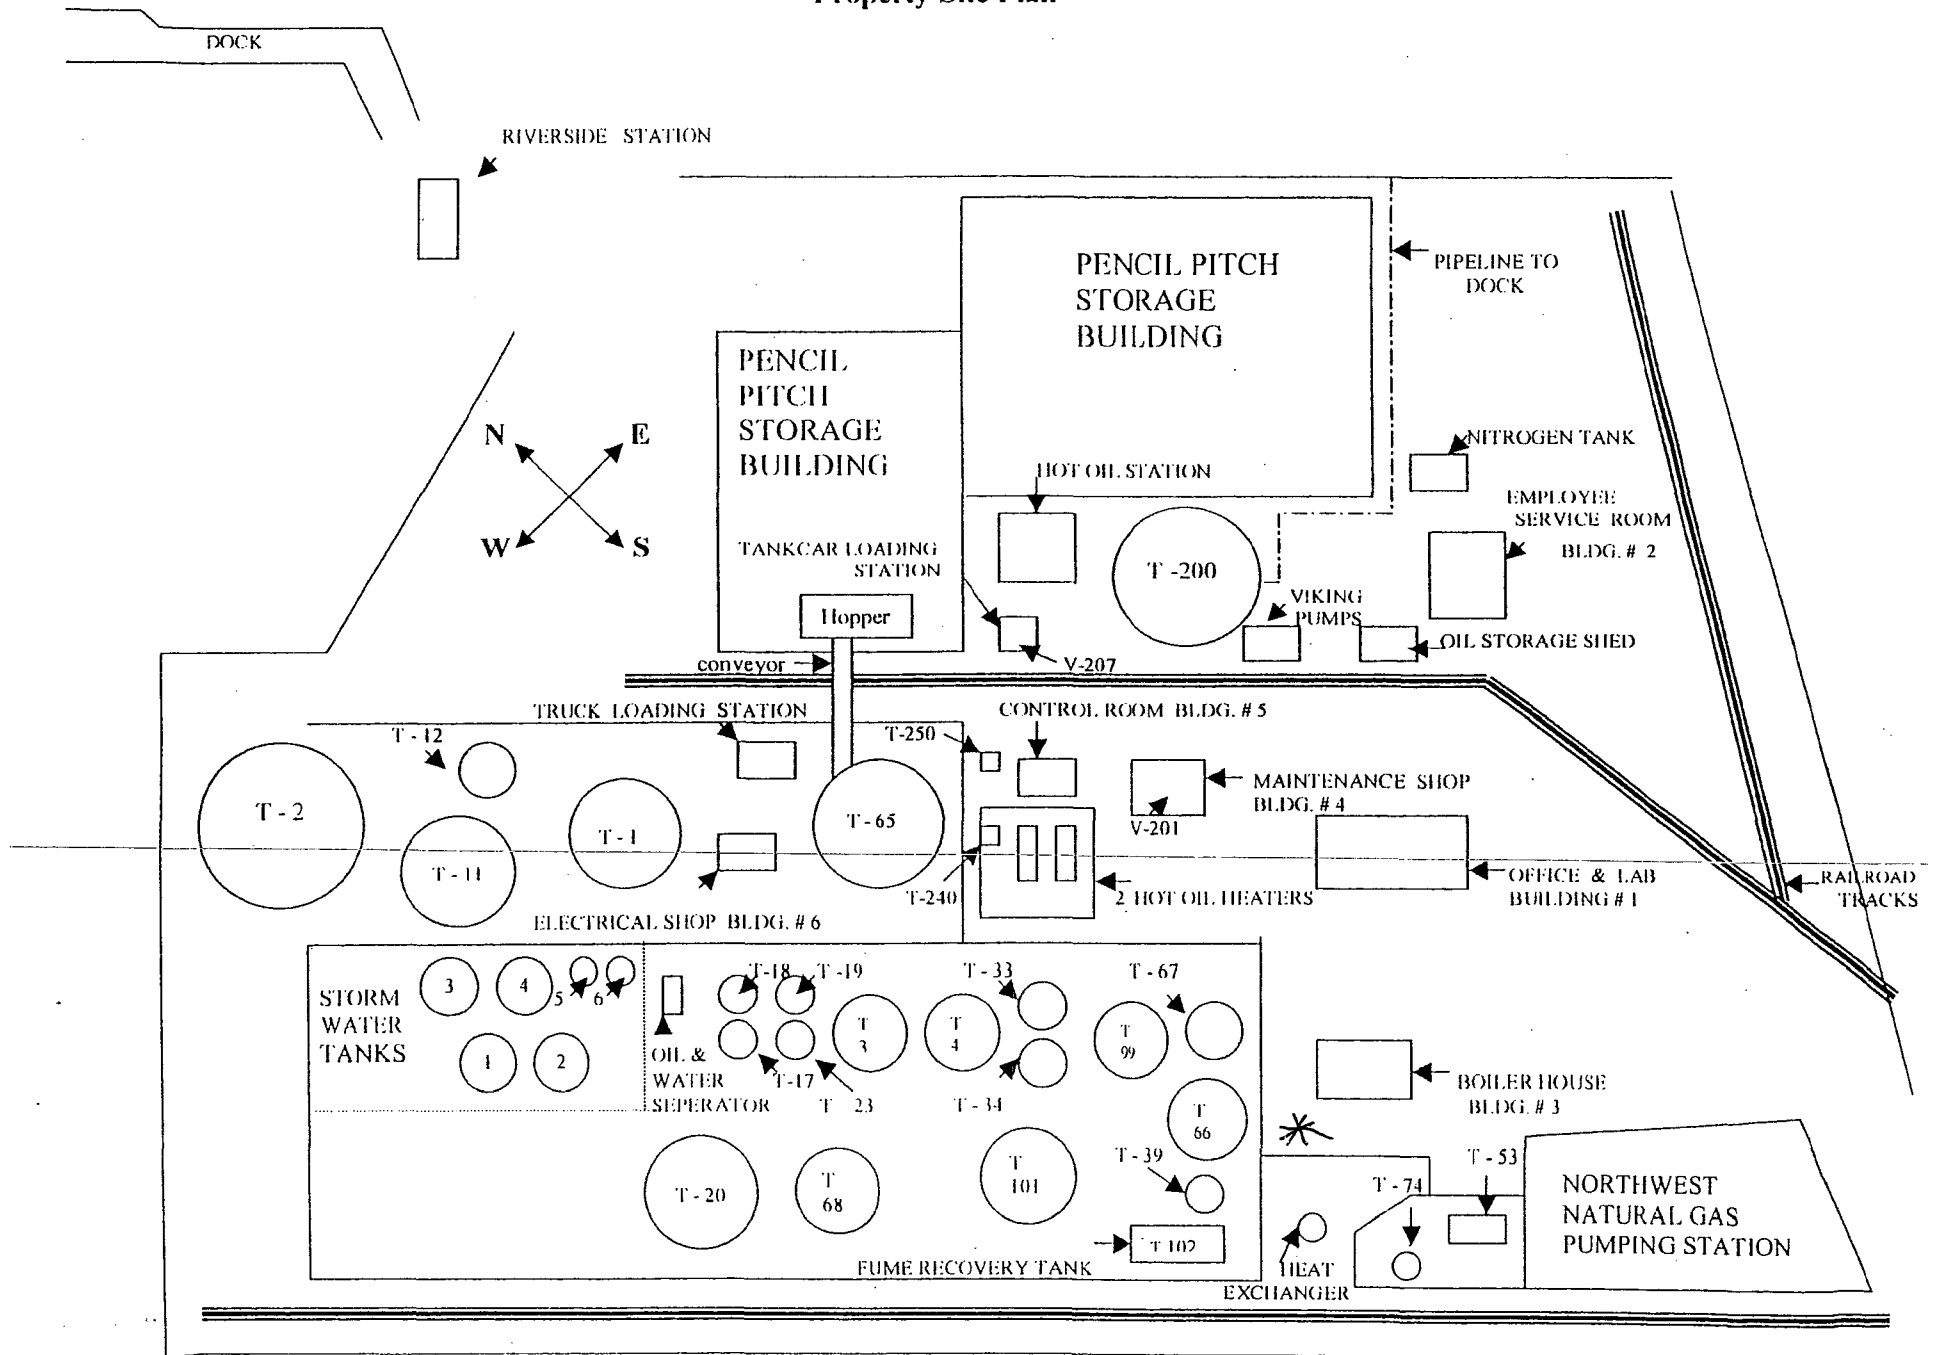 Property Site Plan
DOCK
RIVERSIDE STATION
PENCIL PITCH
STORAGE
BUILDING
PIPELINE TO
DOCK
PENCIL
PITCH
STORAGE
BUILDING
N
E
W
S
NITROGEN TANK
HOT OIL STATION
EMPLOYEE
SERVICE ROOM
BLDG. # 2
TANKCAR LOADING
STATION
T -200
VIKING
PUMPS
Hopper
OIL STORAGE SHED
conveyor
V-207
TRUCK LOADING STATION
CONTROL ROOM BLDG. # 5
T - 12
T-250
MAINTENANCE SHOP
BLDG. # 4
T - 2
T - 1
T - 65
V-201
T - 11
T-240
2 HOT OIL HEATERS
OFFICE & LAB
BUILDING # 1
RAILROAD
TRACKS
ELECTRICAL SHOP BLDG. # 6
STORM
WATER
TANKS
3
4
5
6
1
2
T-18
T -19
T - 33
T - 67
T
3
T
4
T
99
OIL &
WATER
SEPERATOR
T-17
T 23
T - 34
BOILER HOUSE
BLDG. # 3
T
66
T - 39
T - 53
T - 20
T
68
T
101
T - 74
NORTHWEST
NATURAL GAS
PUMPING STATION
T 102
FUME RECOVERY TANK
HEAT
EXCHANGER